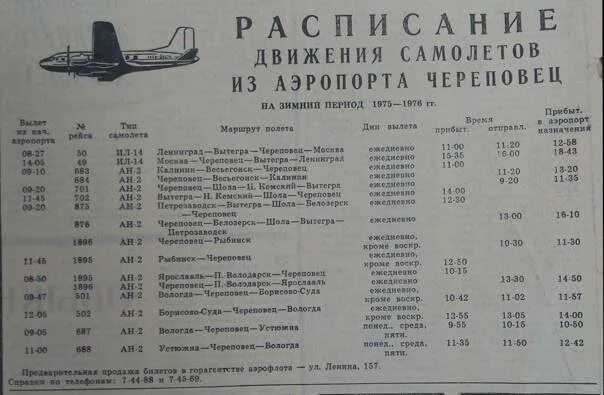 РАСПИСАНИЕ
ДВИЖЕНИЯ САМОЛЕТОВ
ИЗ АЭРОПОРТА ЧЕРЕПОВЕЦ
НА ЗИМНИЙ ПЕРИОД 1975—1976 гг.
Вылет из нач. аэропорта № рейса Тип самолета Маршрут полета Дни вылета Время прибыт. отправл. Прибыт. в аэропорт назначения
08-27 50 ИЛ-14 Ленинград—Вытегра—Череповец—Москва ежедневно 11-00 11-20 12-58
14-05 49 ИЛ-14 Москва—Череповец—Вытегра—Ленинград ежедневно 15-35 16-00 18-43
09-10 683 АН-2 Калинин—Весьегонск—Череповец ежедневно 11-00
684 АН-2 Череповец—Весьегонск—Калинин ежедневно 11-20 13-20
09-20 701 АН-2 Череповец—Шола—Н. Кемский—Вытегра ежедневно 9-20 11-35
11-45 702 АН-2 Вытегра—Н. Кемский—Шола—Череповец ежедневно 14-00
09-20 875 АН-2 Петрозаводск—Вытегра—Шола—Белозерск—Череповец ежедневно 12-30
876 АН-2 Череповец—Белозерск—Шола—Вытегра—Петрозаводск ежедневно 13-00 16-10
1896 АН-2 Череповец—Рыбинск ежедневно, кроме воскр. 10-30 11-30
11-45 1895 АН-2 Рыбинск—Череповец ежедневно, кроме воскр. 12-50
08-50 1895 АН-2 Ярославль—П.-Володарск—Череповец ежедневно 10-15
1896 АН-2 Череповец—П.-Володарск—Ярославль ежедневно 13-30 14-50
09-47 501 АН-2 Вологда—Череповец—Борисово-Суда ежедневно, кроме воскр. 10-42 11-02 11-57
12-05 502 АН-2 Борисово-Суда—Череповец—Вологда ежедневно, кроме воскр. 12-55 13-05 14-00
09-05 687 АН-2 Вологда—Череповец—Устюжна понед., среда, пятн. 9-55 10-15 10-50
11-00 688 АН-2 Устюжна—Череповец—Вологда понед., среда, пятн. 11-35 11-50 12-42
Предварительная продажа билетов в горагентстве аэрофлота — ул. Ленина, 157.
Справки по телефонам: 7-44-88 и 7-45-69.